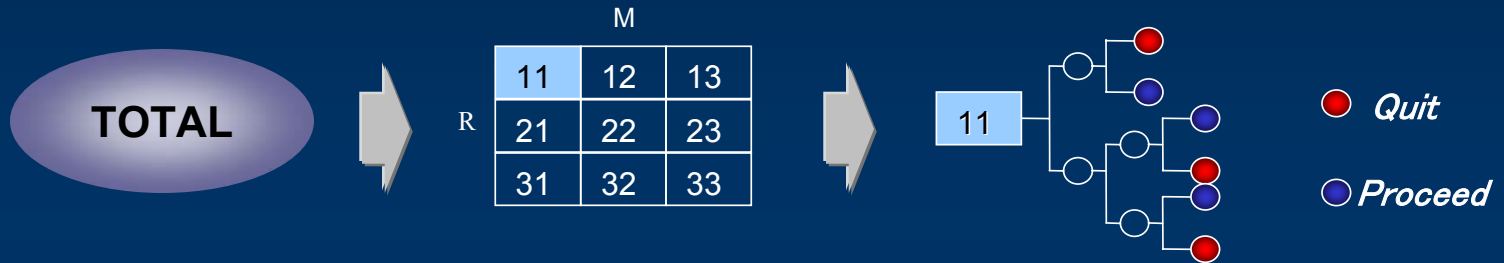 TOTAL
M
R
11 12 13
21 22 23
31 32 33
11
Quit
Proceed